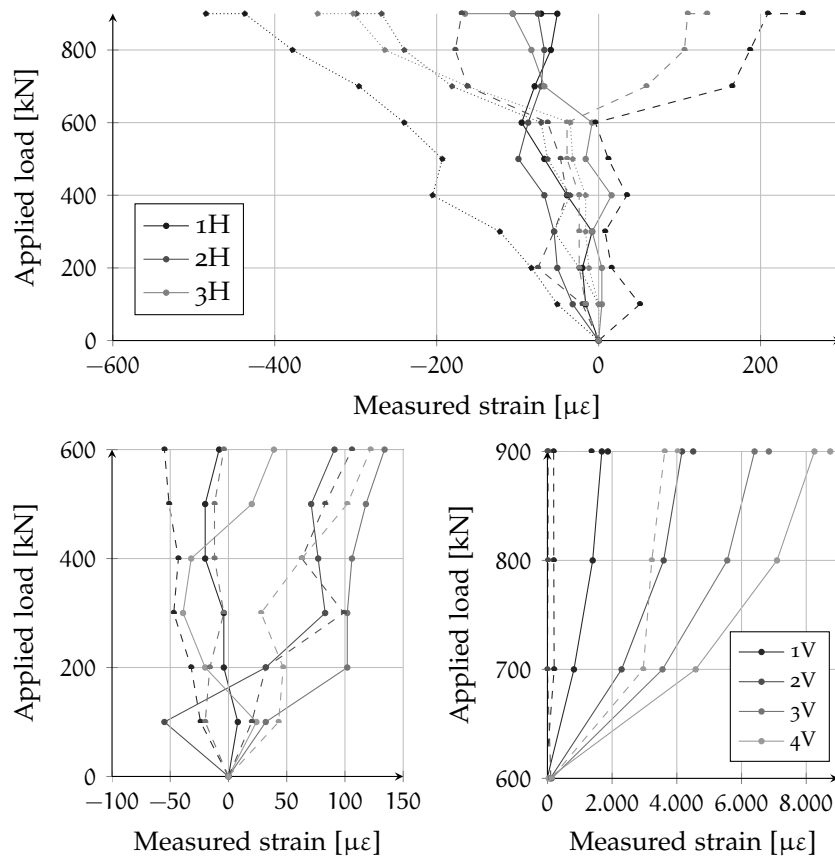 800
600
400
200
0
Applied load [kN]
1H
2H
3H
−600
−400
−200
0
200
Measured strain [µε]
600
400
200
0
Applied load [kN]
−100
−50
0
50
100
150
Measured strain [µε]
900
800
700
600
Applied load [kN]
1V
2V
3V
4V
0
2.000
4.000
6.000
8.000
Measured strain [µε]